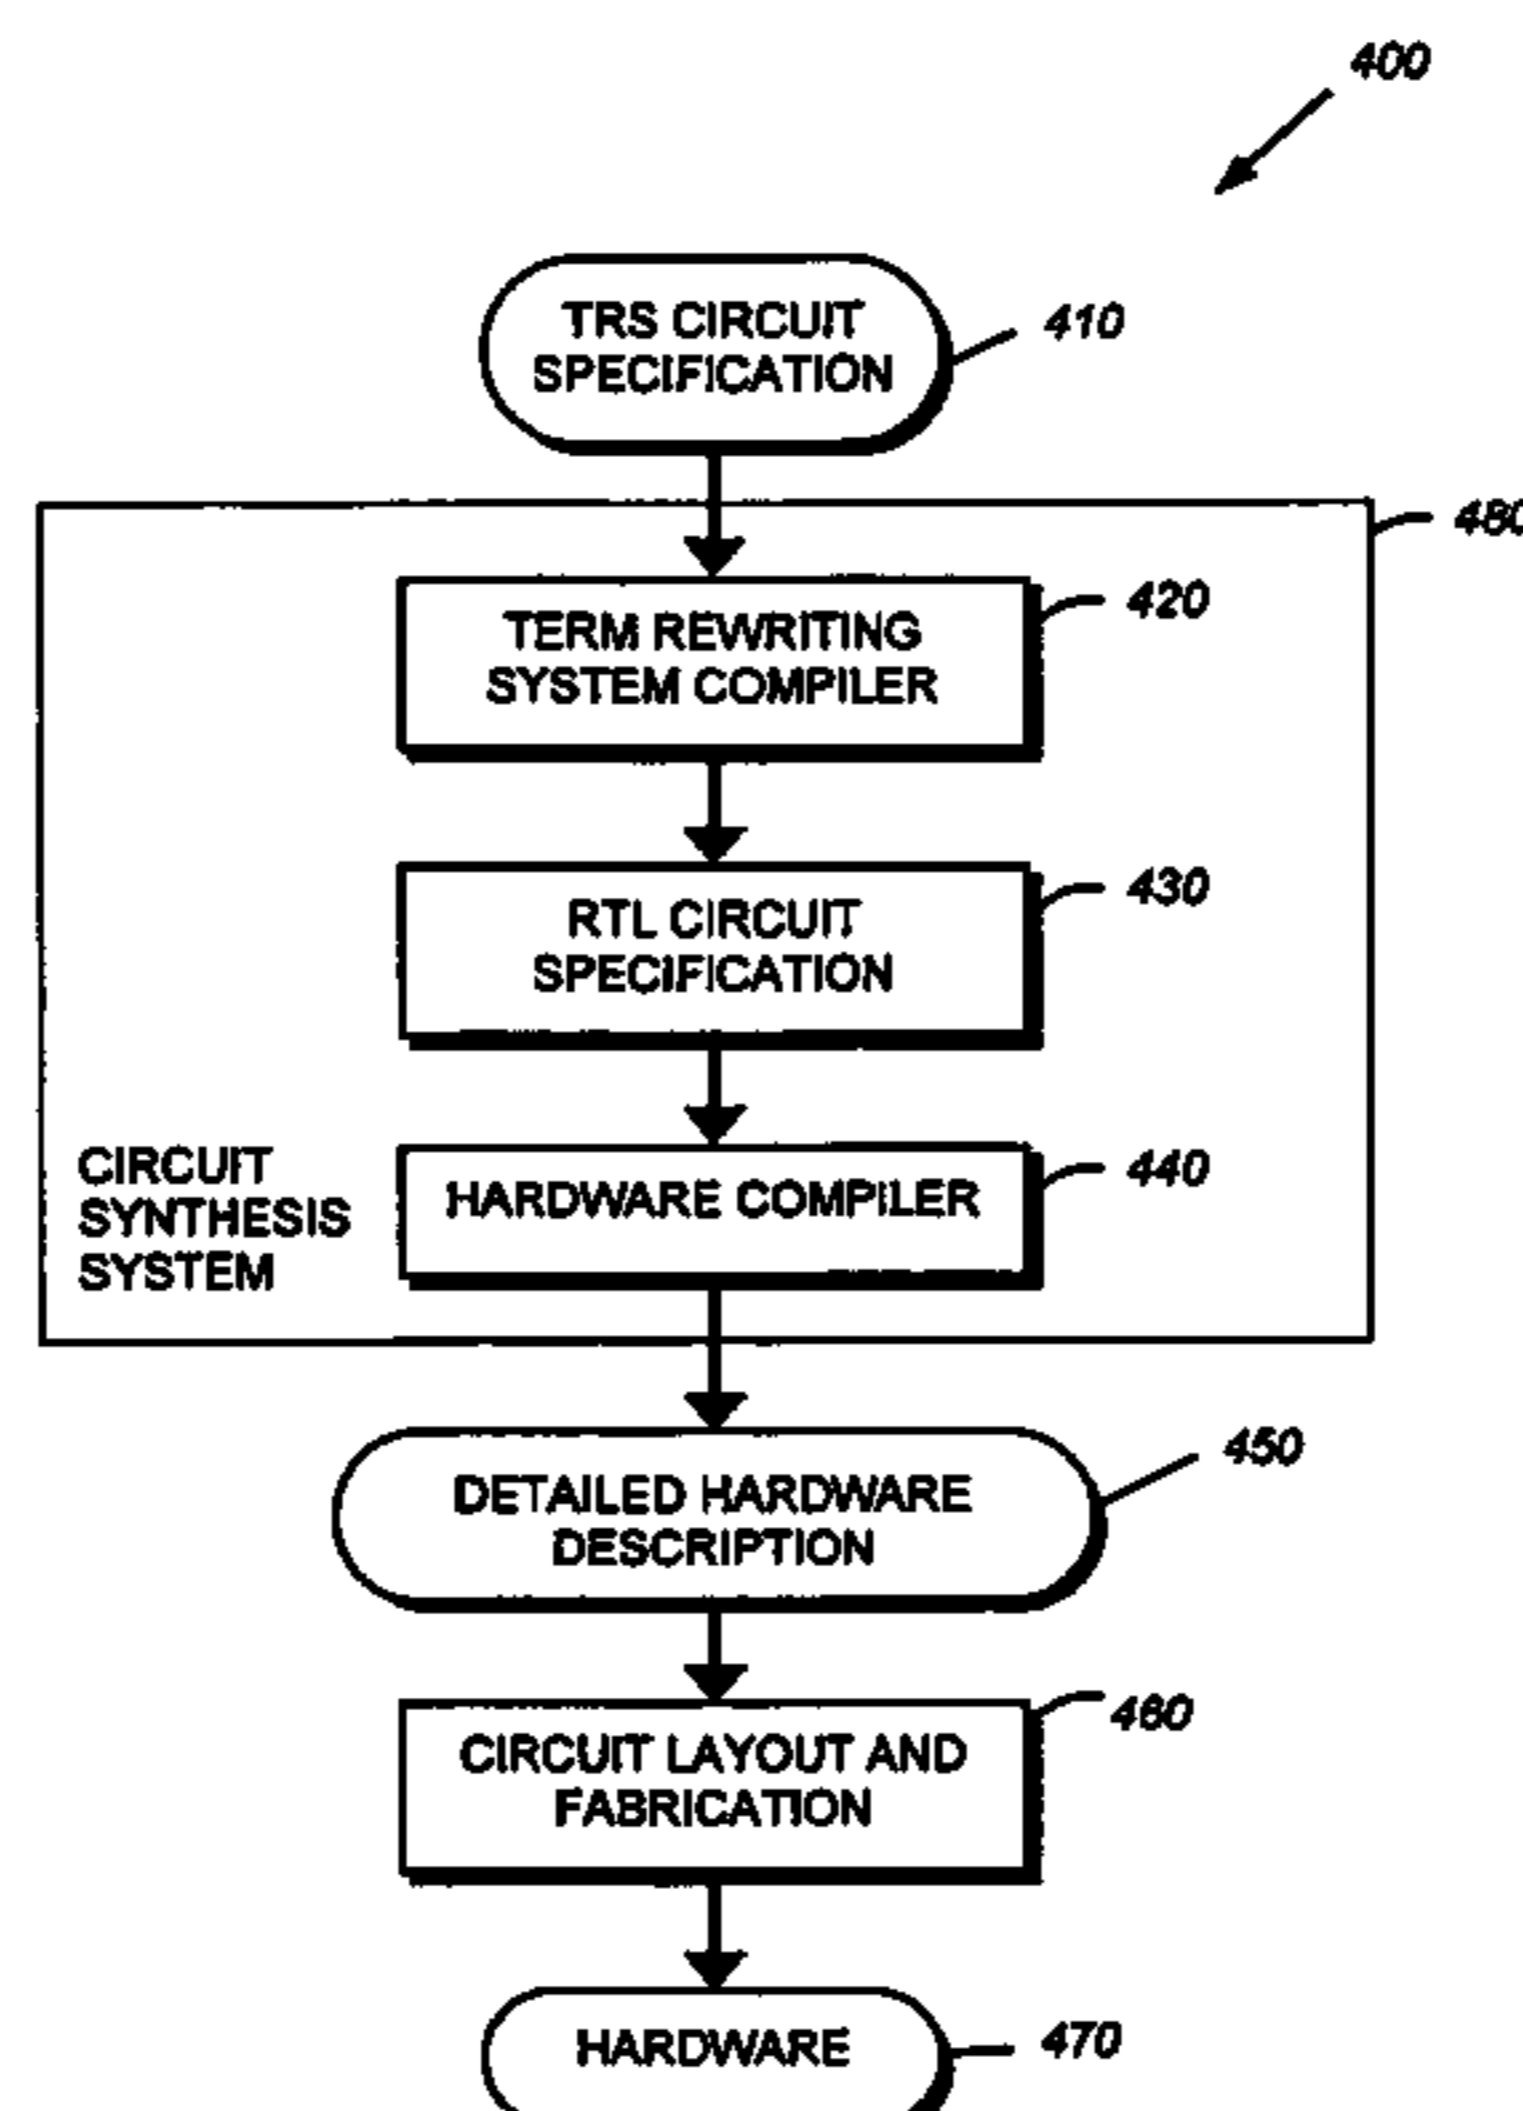 400
TRS CIRCUIT
SPECIFICATION
410
480
TERM REWRITING
SYSTEM COMPILER
420
RTL CIRCUIT
SPECIFICATION
430
HARDWARE COMPILER
440
CIRCUIT
SYNTHESIS
SYSTEM
DETAILED HARDWARE
DESCRIPTION
450
CIRCUIT LAYOUT AND
FABRICATION
460
HARDWARE
470